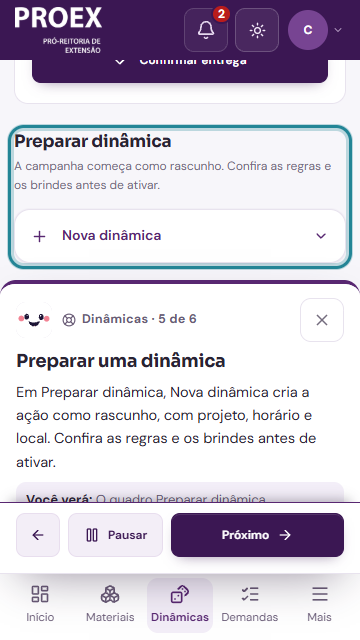 PROEX
PRÓ-REITORIA DE
EXTENSÃO
2
C
Confirmar entrega
Preparar dinâmica
A campanha começa como rascunho. Confira as regras e
os brindes antes de ativar.
Nova dinâmica
Dinâmicas · 5 de 6
Preparar uma dinâmica
Em Preparar dinâmica, Nova dinâmica cria a
ação como rascunho, com projeto, horário e
local. Confira as regras e os brindes antes de
ativar.
Você verá: O quadro Preparar dinâmica
Pausar
Próximo
Início
Materiais
Dinâmicas
Demandas
Mais